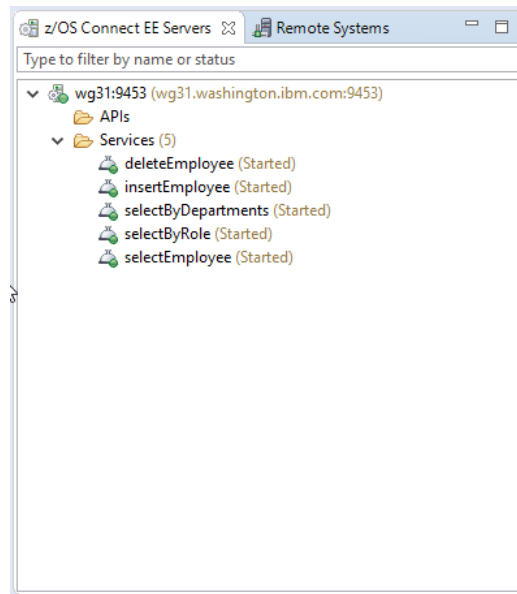 z/OS Connect EE Servers Remote Systems
Type to filter by name or status
wg31:9453 (wg31.washington.ibm.com:9453)
APIs
Services (5)
deleteEmployee (Started)
insertEmployee (Started)
selectByDepartments (Started)
selectByRole (Started)
selectEmployee (Started)